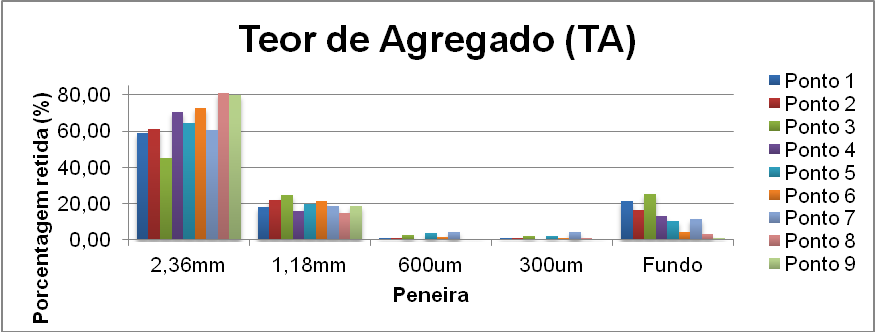 Teor de Agregado (TA)
Porcentagem retida (%)
80,00
60,00
40,00
20,00
0,00
2,36mm 1,18mm 600um 300um Fundo
Peneira
Ponto 1
Ponto 2
Ponto 3
Ponto 4
Ponto 5
Ponto 6
Ponto 7
Ponto 8
Ponto 9